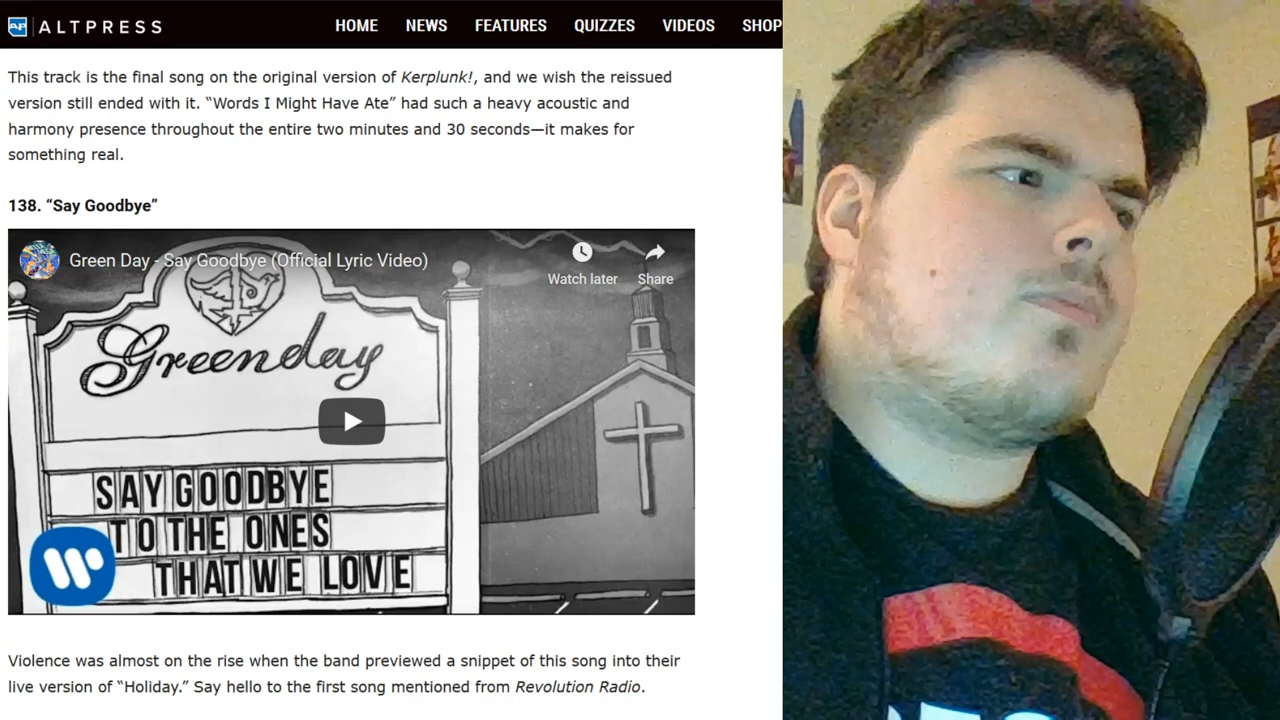 AP ALTPRESS
HOME NEWS FEATURES QUIZZES VIDEOS SHOP
This track is the final song on the original version of Kerplunk!, and we wish the reissued
version still ended with it. “Words I Might Have Ate” had such a heavy acoustic and
harmony presence throughout the entire two minutes and 30 seconds—it makes for
something real.
138. “Say Goodbye”
Green Day - Say Goodbye (Official Lyric Video)
Watch later
Share
Greenday
SAY GOODBYE
TO THE ONES
THAT WE LOVE
Violence was almost on the rise when the band previewed a snippet of this song into their
live version of “Holiday.” Say hello to the first song mentioned from Revolution Radio.